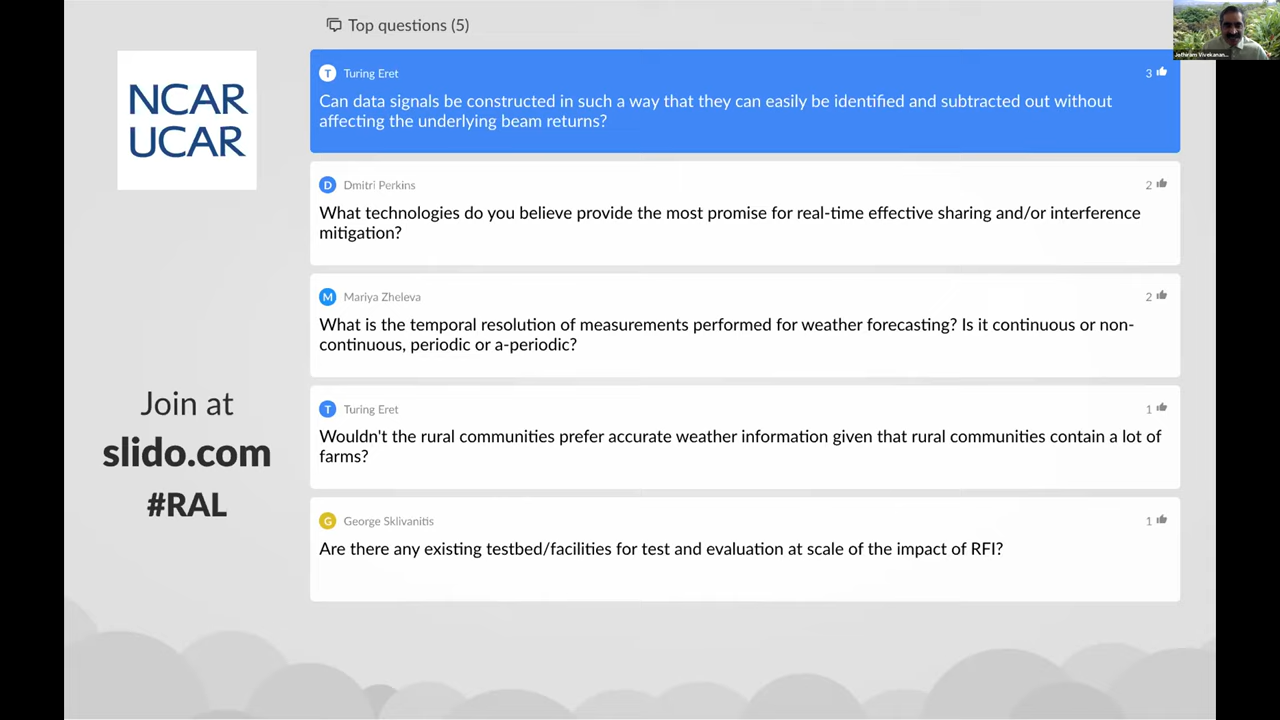 Top questions (5)
Jothiram Vivekanan...
NCAR
UCAR
Turing Eret
3
Can data signals be constructed in such a way that they can easily be identified and subtracted out without
affecting the underlying beam returns?
D
Dmitri Perkins
2
What technologies do you believe provide the most promise for real-time effective sharing and/or interference
mitigation?
M
Mariya Zheleva
2
What is the temporal resolution of measurements performed for weather forecasting? Is it continuous or non-
continuous, periodic or a-periodic?
T
Turing Eret
1
Wouldn't the rural communities prefer accurate weather information given that rural communities contain a lot of
farms?
G
George Sklivanitis
1
Are there any existing testbed/facilities for test and evaluation at scale of the impact of RFI?
Join at
slido.com
#RAL